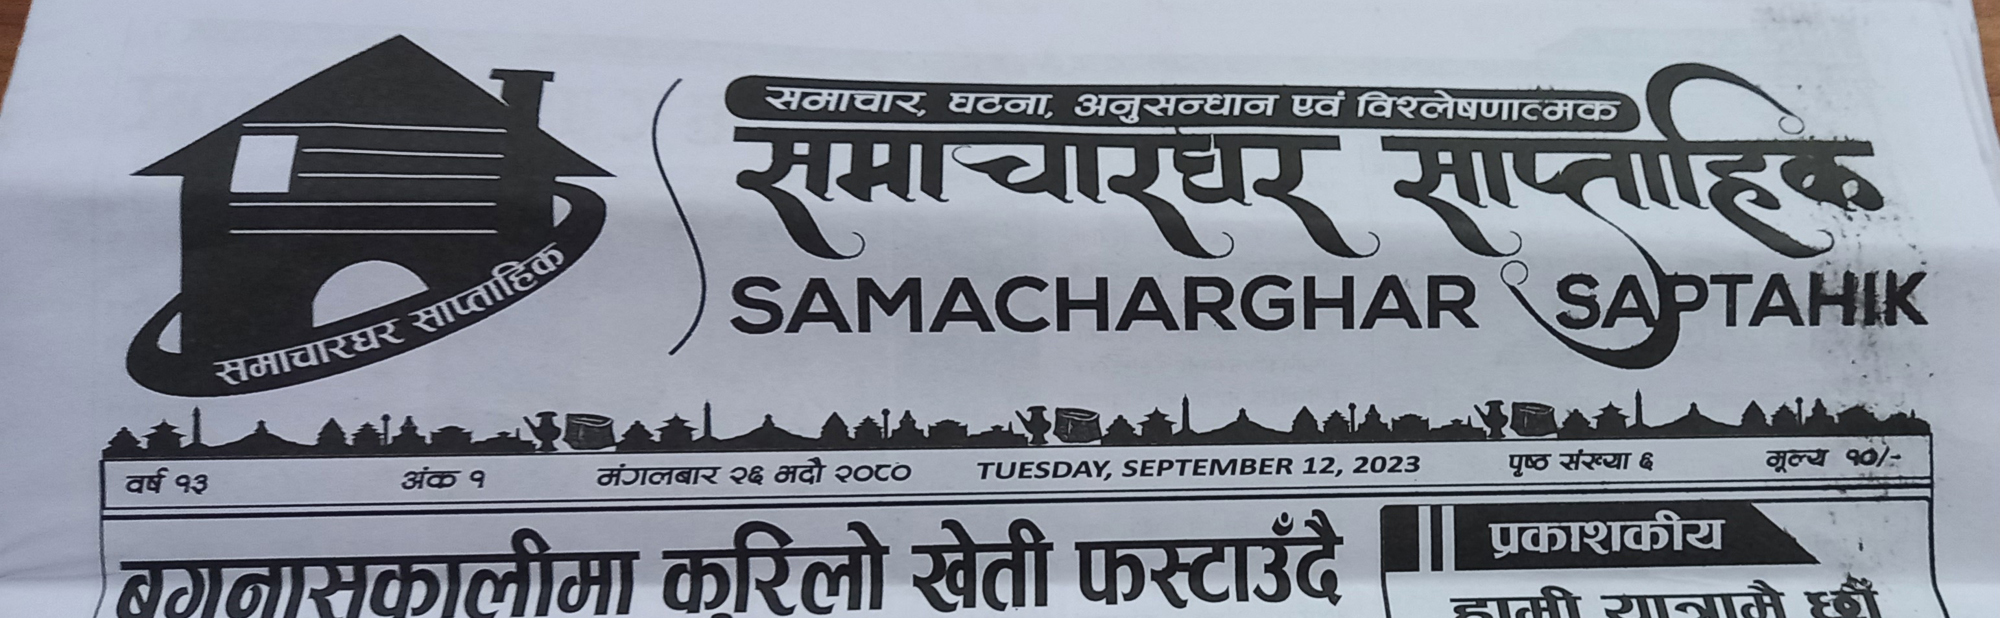 समाचारघर साप्ताहिक
समाचार, घटना, अनुसन्धान एवं विश्लेषणात्मक
समाचारघर साप्ताहिक
SAMACHARGHAR SAPTAHIK
वर्ष १३ अंक १ मंगलबार २६ भदौ २०८० TUESDAY, SEPTEMBER 12, 2023 पृष्ठ संख्या ६ मूल्य १०/-
बगनासकालीमा कुरिलो खेती फस्टाउँदै
प्रकाशकीय
हामी यात्रामै छौं